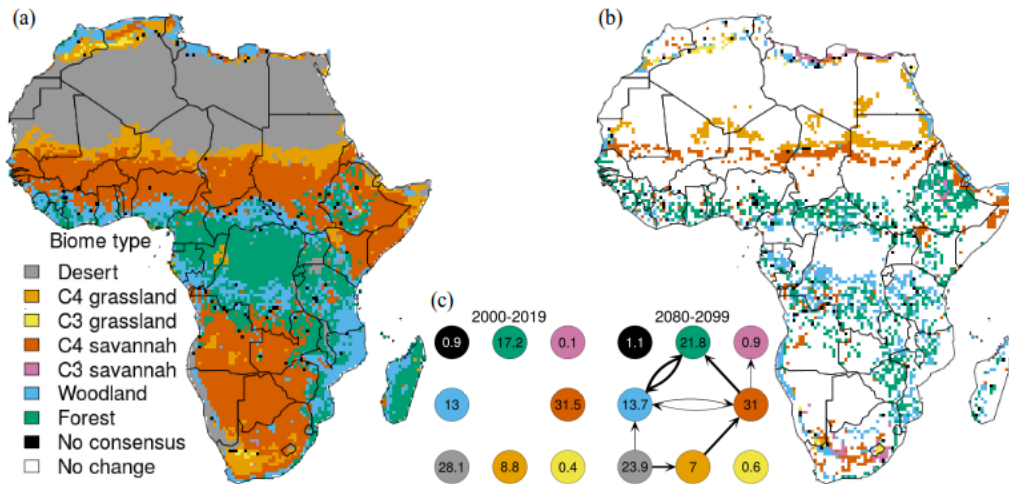 (a)
(b)
Biome type
Desert
C4 grassland
C3 grassland
C4 savannah
C3 savannah
Woodland
Forest
No consensus
No change
(c)
2000-2019 2080-2099
0.9 17.2 0.1 1.1 21.8 0.9
13 31.5 13.7 31
28.1 8.8 0.4 23.9 7 0.6